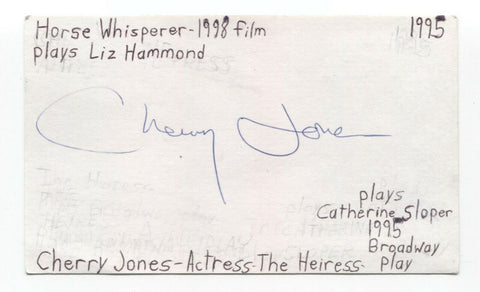 Horse Whisperer-1998 film
1995
plays Liz Hammond
Cherry Jones
plays
Catherine Sloper
1995
Broadway
Cherry Jones-Actress-The Heiress- play